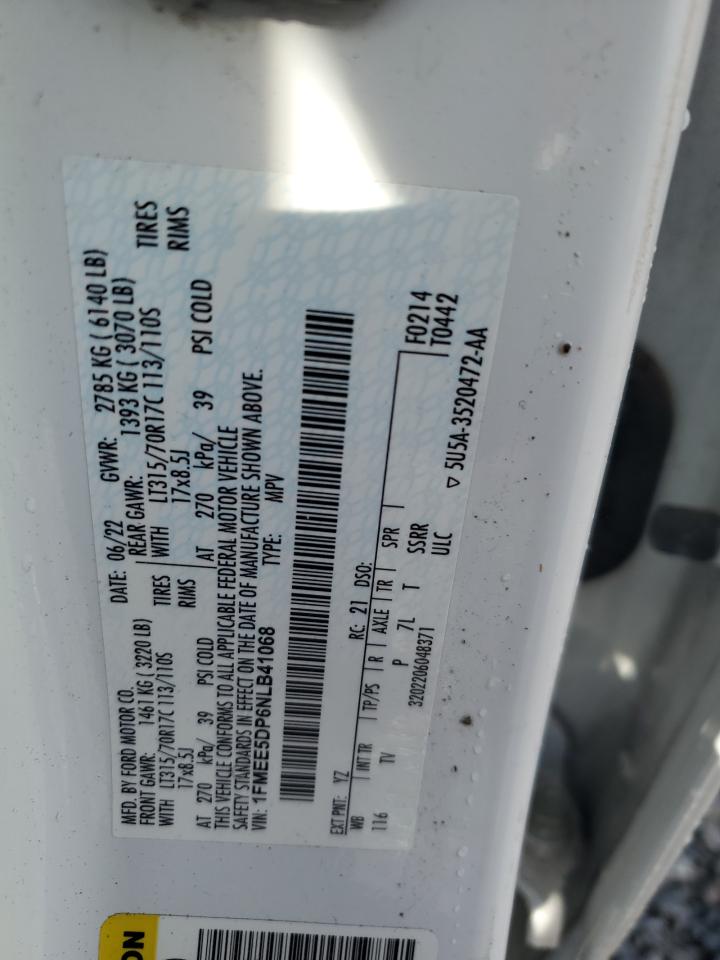 MFD. BY FORD MOTOR CO.
DATE: 06/22 GVWR: 2785 KG ( 6140 LB)
FRONT GAWR: 1461 KG ( 3220 LB) REAR GAWR: 1393 KG ( 3070 LB)
WITH LT315/70R17C 113/110S TIRES WITH LT315/70R17C 113/110S TIRES
17x8.5J RIMS 17x8.5J RIMS
AT 270 kPa/ 39 PSI COLD AT 270 kPa/ 39 PSI COLD
THIS VEHICLE CONFORMS TO ALL APPLICABLE FEDERAL MOTOR VEHICLE
SAFETY STANDARDS IN EFFECT ON THE DATE OF MANUFACTURE SHOWN ABOVE.
VIN: 1FMEE5DP6NLB41068 TYPE: MPV
EXT PNT: YZ RC: 21 DSO: F0214
WB INT TR TP/PS R AXLE TR SPR T0442
116 TV P 7L T SSRR
3202206048371 ULC ▽ 5U5A-3520472-AA
ON